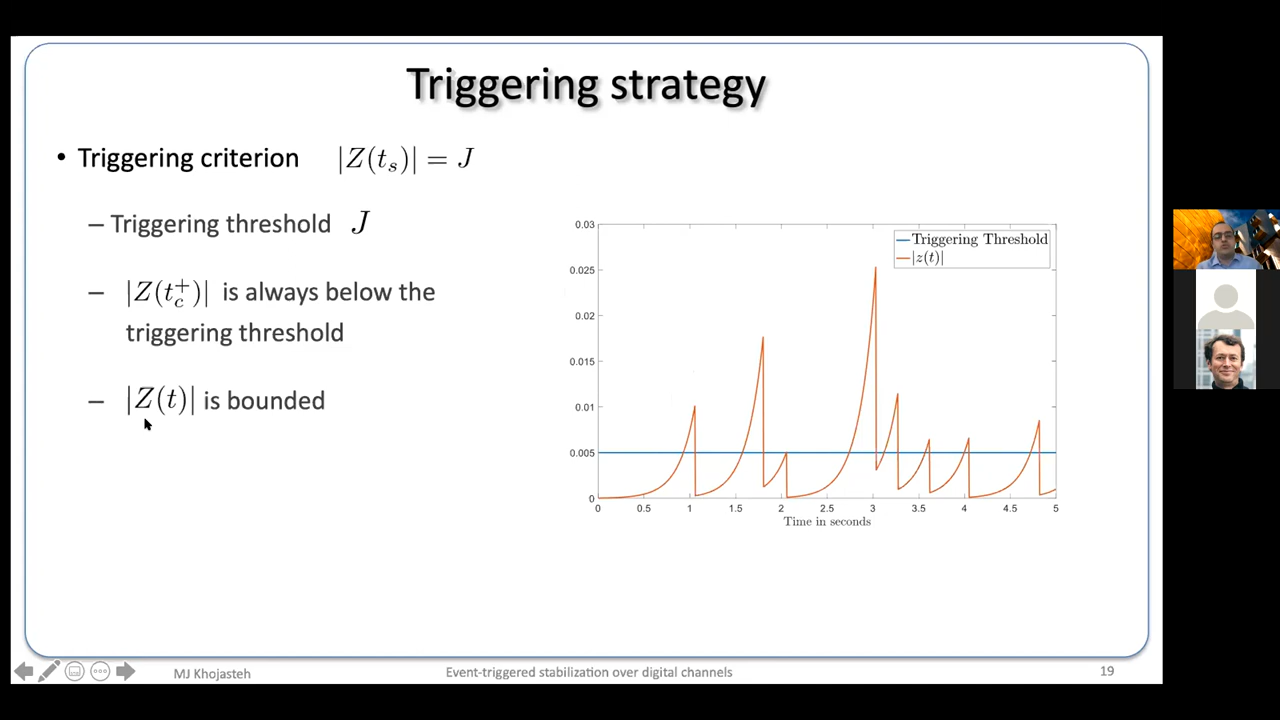 Triggering strategy
• Triggering criterion |Z(tₛ)| = J
– Triggering threshold J
– |Z(t_c⁺)| is always below the
triggering threshold
– |Z(t)| is bounded
0.03
0.025
0.02
0.015
0.01
0.005
0
Triggering Threshold
|z(t)|
0 0.5 1 1.5 2 2.5 3 3.5 4 4.5 5
Time in seconds
MJ Khojasteh Event-triggered stabilization over digital channels 19